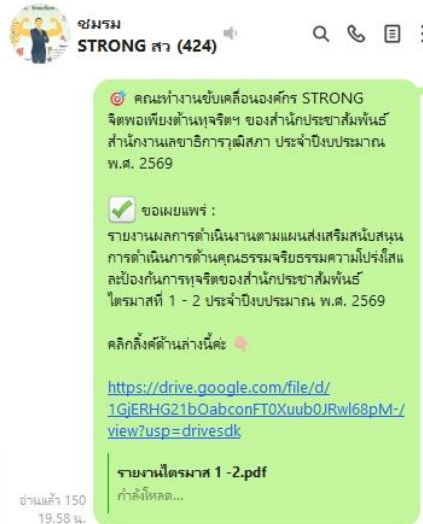 ชมรม
STRONG สว (424)
🎯 คณะทำงานขับเคลื่อนองค์กร STRONG
จิตพอเพียงต้านทุจริตฯ ของสำนักประชาสัมพันธ์
สำนักงานเลขาธิการวุฒิสภา ประจำปีงบประมาณ
พ.ศ. 2569
✅ ขอเผยแพร่ :
รายงานผลการดำเนินงานตามแผนส่งเสริมสนับสนุน
การดำเนินการด้านคุณธรรมจริยธรรมความโปร่งใสแ
ละป้องกันการทุจริตของสำนักประชาสัมพันธ์
ไตรมาสที่ 1 - 2 ประจำปีงบประมาณ พ.ศ. 2569
คลิกลิ้งค์ด้านล่างนี้ค่ะ 👇🏻
https://drive.google.com/file/d/
1GjERHG21bOabconFT0Xuub0JRwl68pM-/
view?usp=drivesdk
รายงานไตรมาส 1 -2.pdf
กำลังโหลด...
อ่านแล้ว 150
19.58 น.